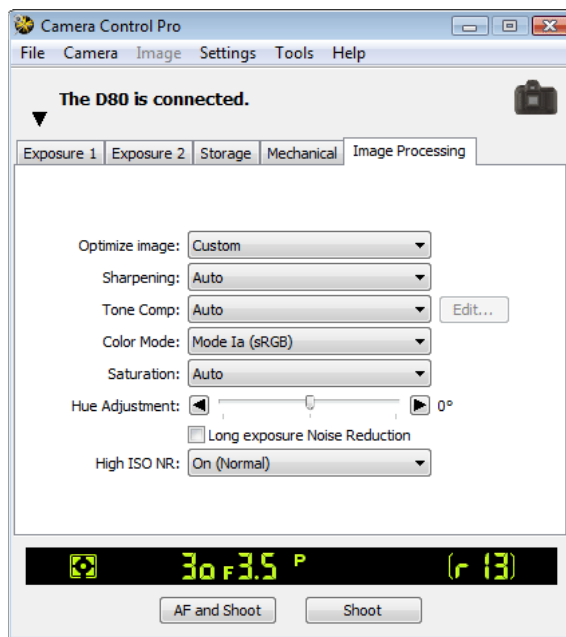 Camera Control Pro
File Camera Image Settings Tools Help
The D80 is connected.
Exposure 1 Exposure 2 Storage Mechanical Image Processing
Optimize image: Custom
Sharpening: Auto
Tone Comp: Auto Edit...
Color Mode: Mode Ia (sRGB)
Saturation: Auto
Hue Adjustment: 0°
Long exposure Noise Reduction
High ISO NR: On (Normal)
30 F3.5 P (r 13)
AF and Shoot Shoot